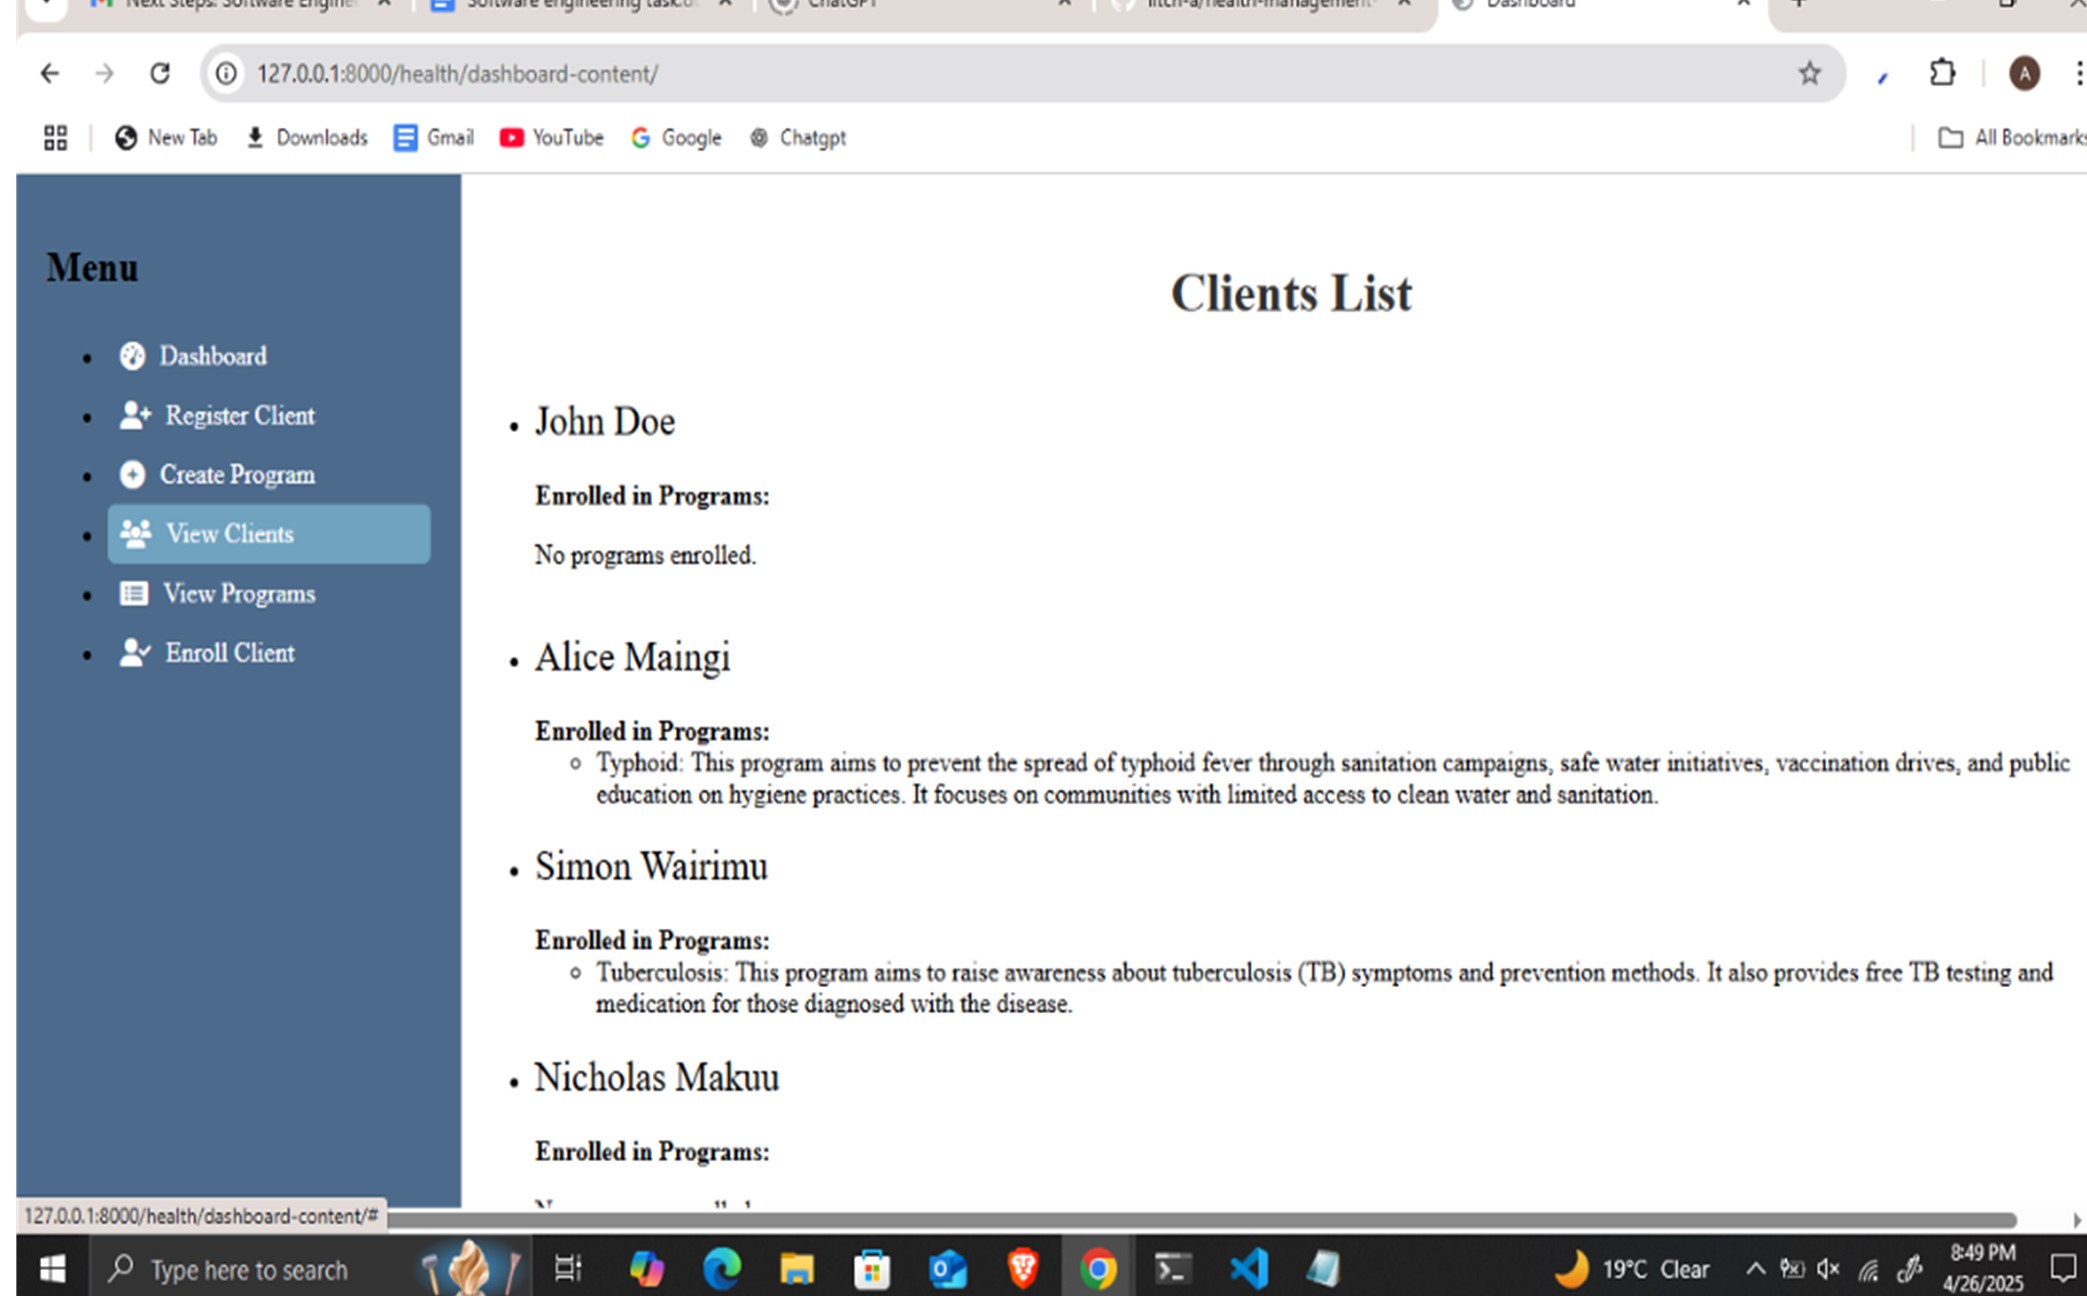 Next Steps: Software Engine
Software engineering task.d
ChatGPT
Dashboard
127.0.0.1:8000/health/dashboard-content/
A
New Tab
Downloads
Gmail
YouTube
Google
Chatgpt
All Bookmarks
Menu
Dashboard
Register Client
Create Program
View Clients
View Programs
Enroll Client
Clients List
John Doe
Enrolled in Programs:
No programs enrolled.
Alice Maingi
Enrolled in Programs:
Typhoid: This program aims to prevent the spread of typhoid fever through sanitation campaigns, safe water initiatives, vaccination drives, and public
education on hygiene practices. It focuses on communities with limited access to clean water and sanitation.
Simon Wairimu
Enrolled in Programs:
Tuberculosis: This program aims to raise awareness about tuberculosis (TB) symptoms and prevention methods. It also provides free TB testing and
medication for those diagnosed with the disease.
Nicholas Makuu
Enrolled in Programs:
127.0.0.1:8000/health/dashboard-content/#
Type here to search
19°C Clear
8:49 PM
4/26/2025